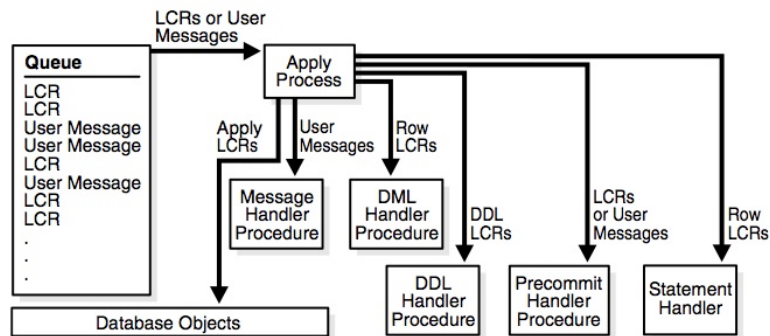 LCRs or User
Messages
Queue
LCR
LCR
User Message
User Message
LCR
User Message
LCR
LCR
.
.
.
Apply
Process
Apply
LCRs
User
Messages
Row
LCRs
Message
Handler
Procedure
DML
Handler
Procedure
DDL
LCRs
LCRs
or User
Messages
Row
LCRs
DDL
Handler
Procedure
Precommit
Handler
Procedure
Statement
Handler
Database Objects